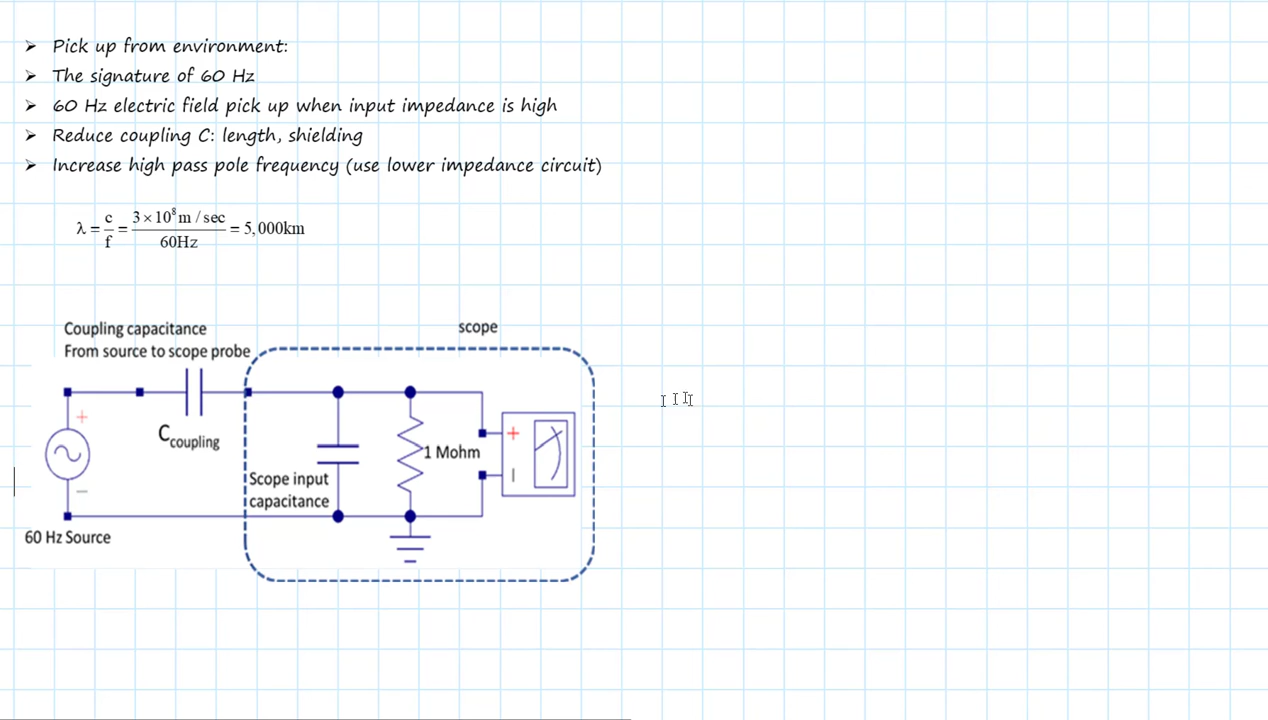 Pick up from environment:
The signature of 60 Hz
60 Hz electric field pick up when input impedance is high
Reduce coupling C: length, shielding
Increase high pass pole frequency (use lower impedance circuit)
λ = c/f = 3×10⁸m/sec / 60Hz = 5,000km
Coupling capacitance
From source to scope probe
scope
+
C coupling
+
1 Mohm
−
Scope input
capacitance
60 Hz Source